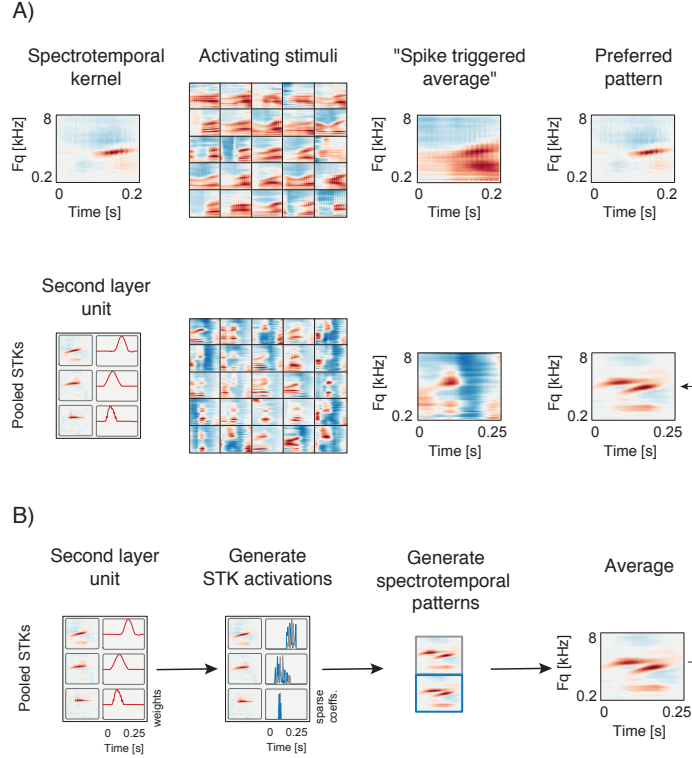 A)
Spectrotemporal
kernel
Activating stimuli
"Spike triggered
average"
Preferred
pattern
Fq [kHz]
8
0.2
0
0.2
Time [s]
Fq [kHz]
8
0.2
0
0.2
Time [s]
Fq [kHz]
8
0.2
0
0.2
Time [s]
Second layer
unit
Pooled STKs
Fq [kHz]
8
0.2
0
0.25
Time [s]
Fq [kHz]
8
0.2
0
0.25
Time [s]
B)
Second layer
unit
Generate
STK activations
Generate
spectrotemporal
patterns
Average
Pooled STKs
weights
0 0.25
Time [s]
sparse
coeffs.
0 0.25
Time [s]
Fq [kHz]
8
0.2
0
0.25
Time [s]